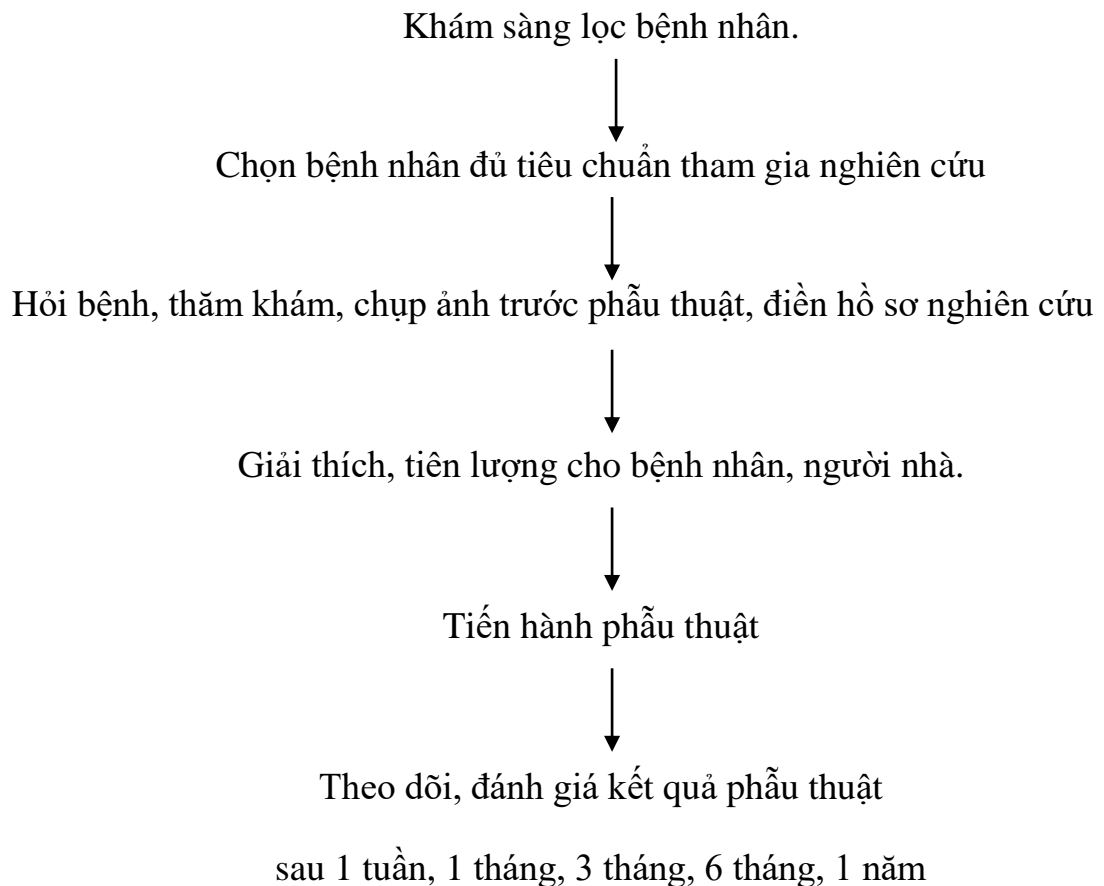 Khám sàng lọc bệnh nhân.
Chọn bệnh nhân đủ tiêu chuẩn tham gia nghiên cứu
Hỏi bệnh, thăm khám, chụp ảnh trước phẫu thuật, điền hồ sơ nghiên cứu
Giải thích, tiên lượng cho bệnh nhân, người nhà.
Tiến hành phẫu thuật
Theo dõi, đánh giá kết quả phẫu thuật
sau 1 tuần, 1 tháng, 3 tháng, 6 tháng, 1 năm